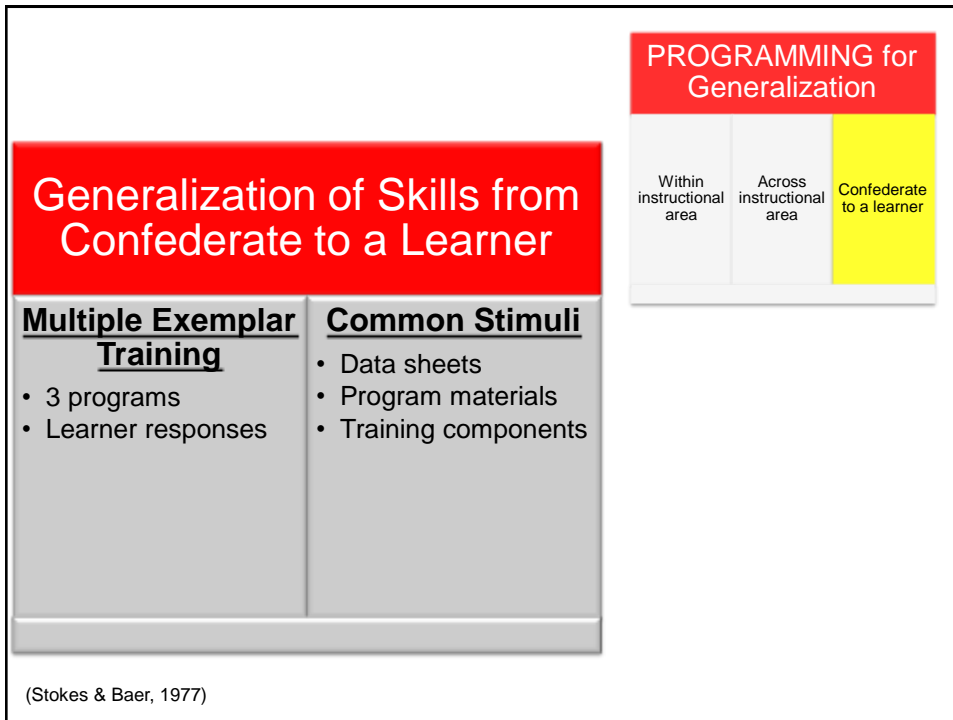 PROGRAMMING for
Generalization
Within
instructional
area
Across
instructional
area
Confederate
to a learner
Generalization of Skills from
Confederate to a Learner
Multiple Exemplar
Training
• 3 programs
• Learner responses
Common Stimuli
• Data sheets
• Program materials
• Training components
(Stokes & Baer, 1977)